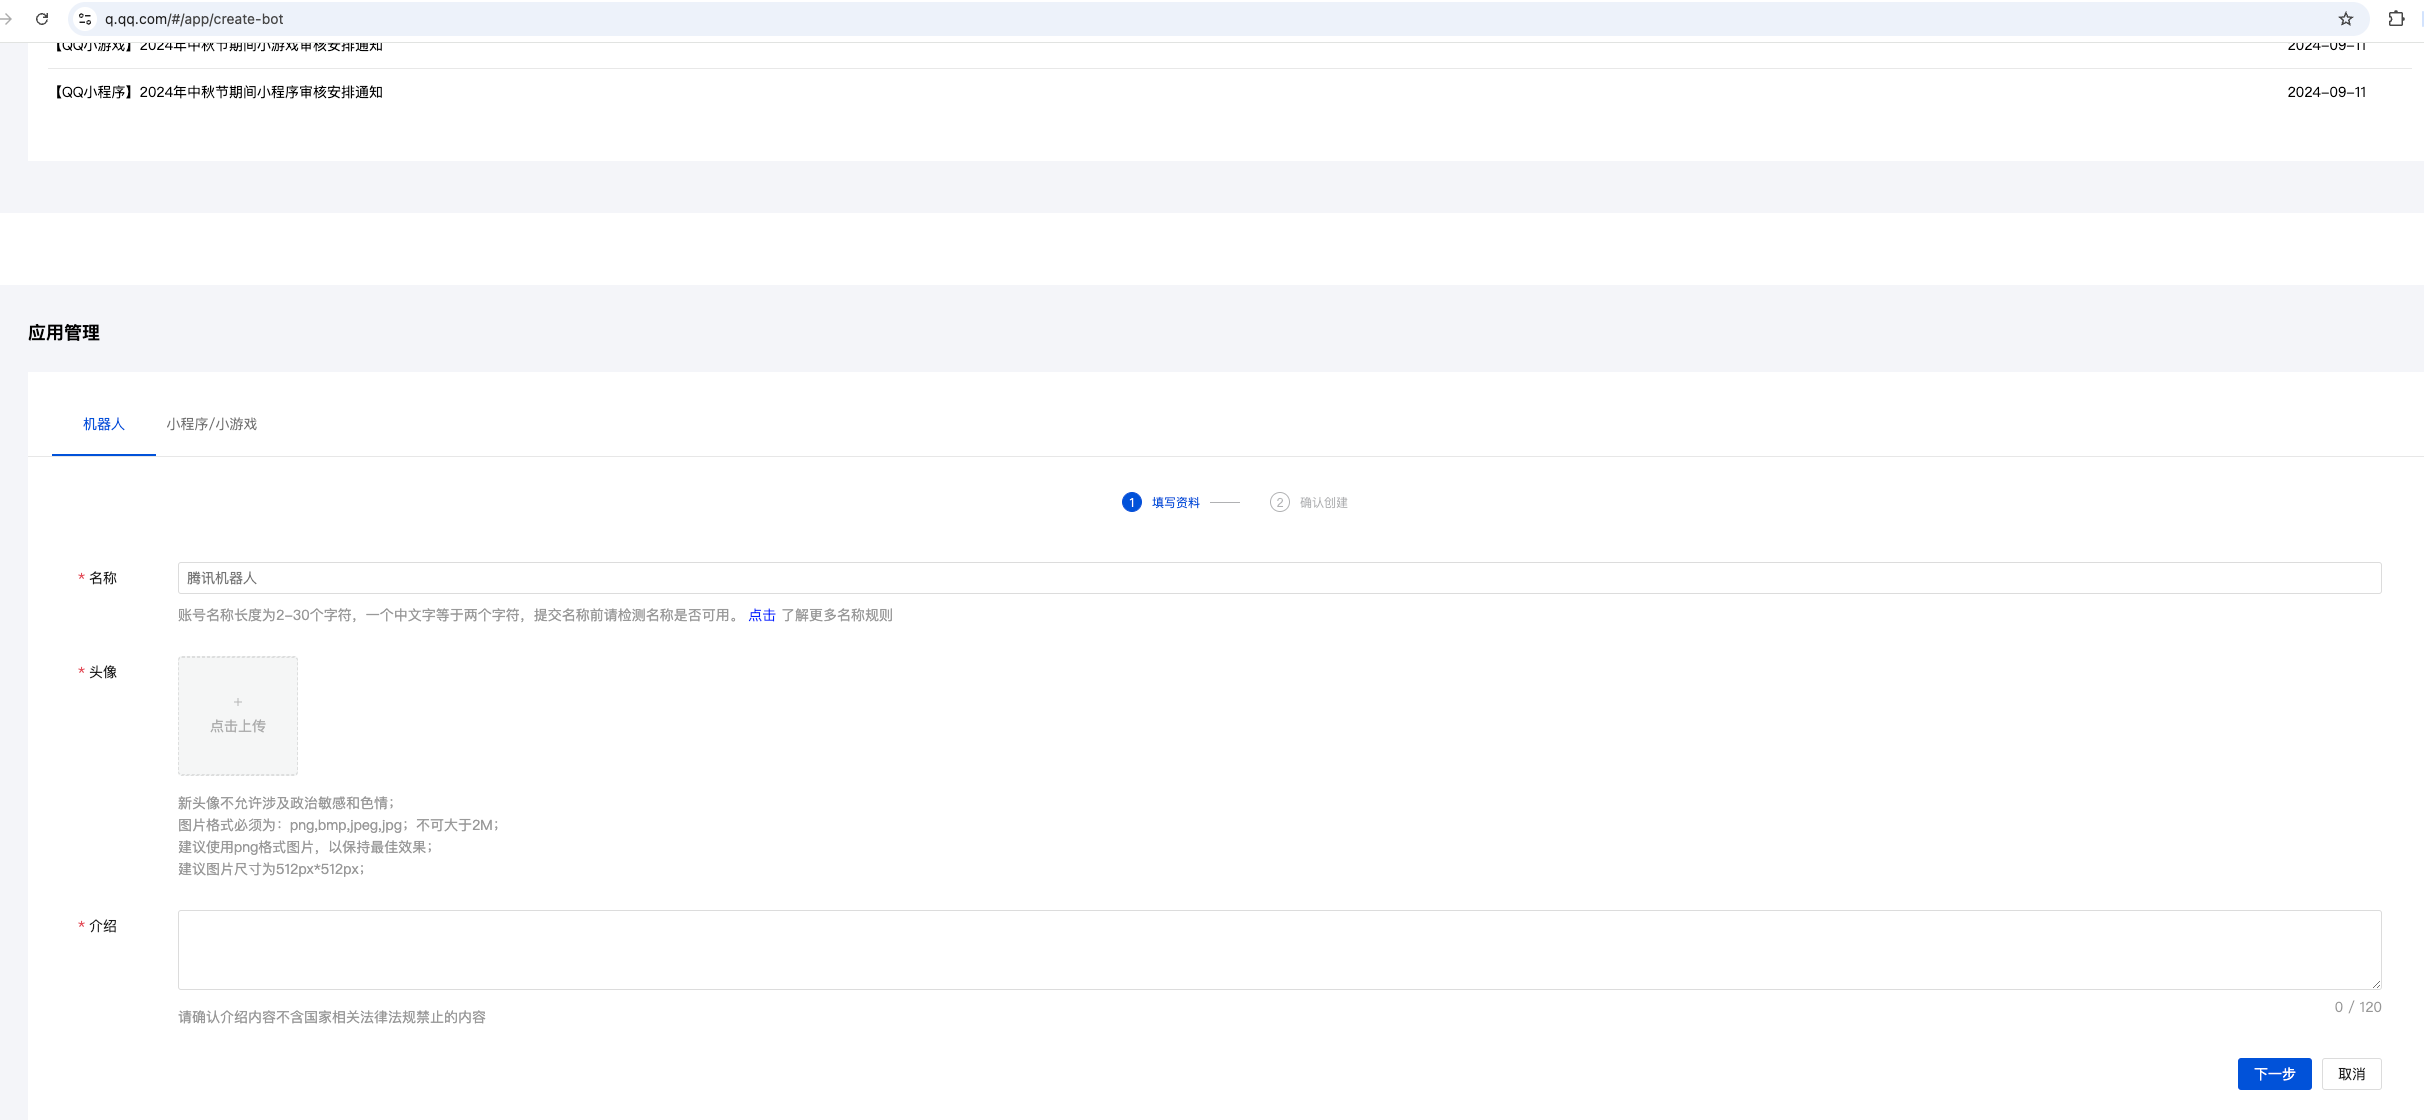 q.qq.com/#/app/create-bot
【QQ小游戏】2024年中秋节期间小游戏审核安排通知 2024-09-11
【QQ小程序】2024年中秋节期间小程序审核安排通知 2024-09-11
应用管理
机器人 小程序/小游戏
1 填写资料 2 确认创建
* 名称 腾讯机器人
账号名称长度为2-30个字符，一个中文字等于两个字符，提交名称前请检测名称是否可用。 点击 了解更多名称规则
* 头像
+
点击上传
新头像不允许涉及政治敏感和色情；
图片格式必须为：png,bmp,jpeg,jpg；不可大于2M；
建议使用png格式图片，以保持最佳效果；
建议图片尺寸为512px*512px；
* 介绍
0 / 120
请确认介绍内容不含国家相关法律法规禁止的内容
下一步 取消